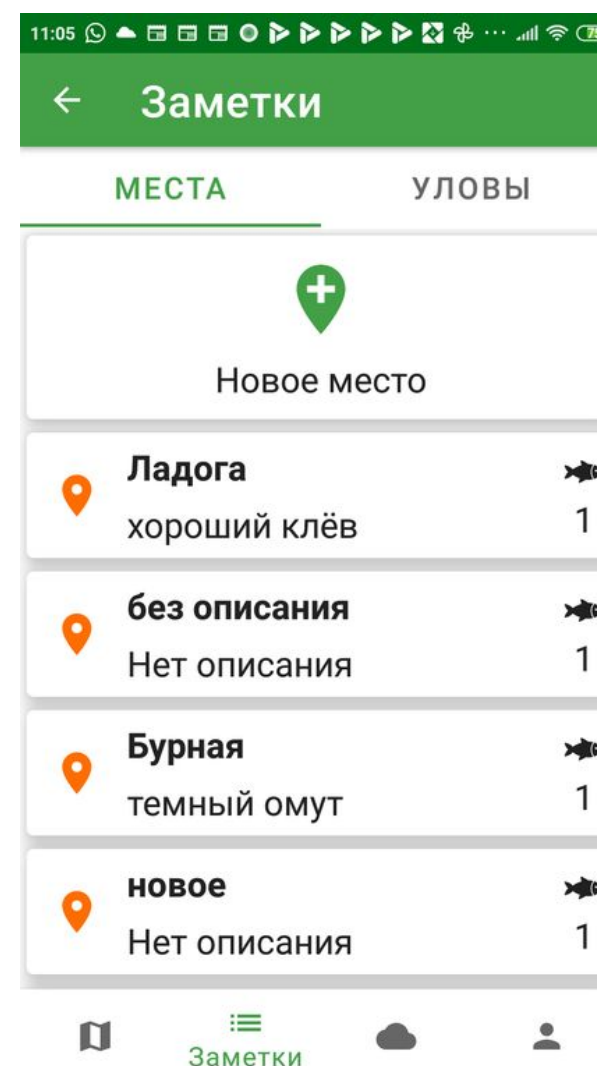 11:05
Заметки
МЕСТА УЛОВЫ
Новое место
Ладога
хороший клёв 1
без описания
Нет описания 1
Бурная
темный омут 1
новое
Нет описания 1
Заметки